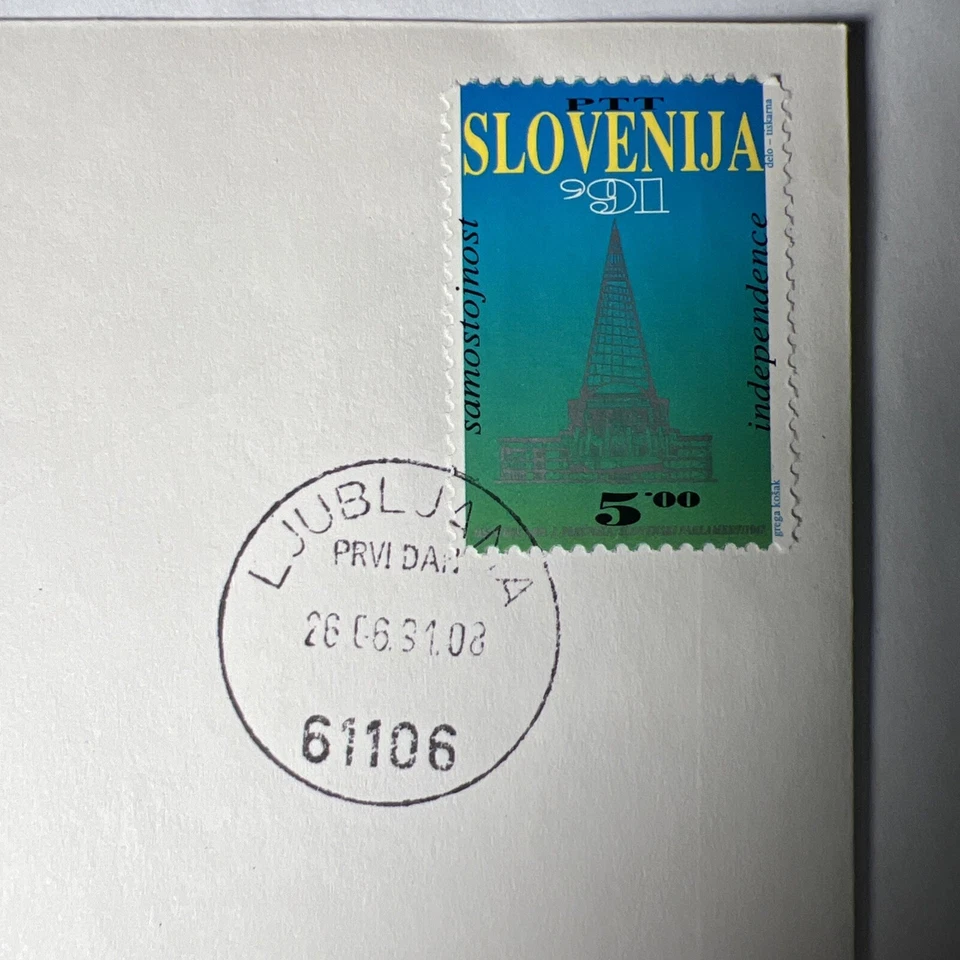 PTT
SLOVENIJA
'91
samostojnost
independence
delo – tiskarna
grega košak
5.00
LJUBLJANA
PRVI DAN
26.06.91.08
61106